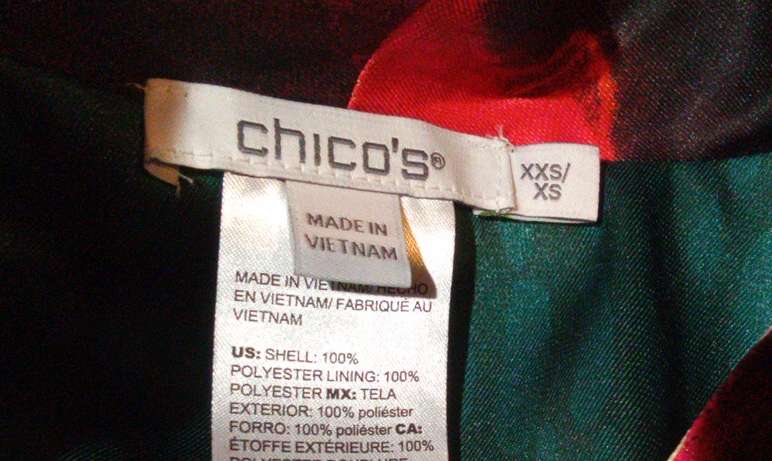 chico's®
XXS/
XS
MADE IN
VIETNAM
MADE IN VIETNAM/ HECHO
EN VIETNAM/ FABRIQUÉ AU
VIETNAM
US: SHELL: 100%
POLYESTER LINING: 100%
POLYESTER MX: TELA
EXTERIOR: 100% poliéster
FORRO: 100% poliéster CA:
ÉTOFFE EXTÉRIEURE: 100%